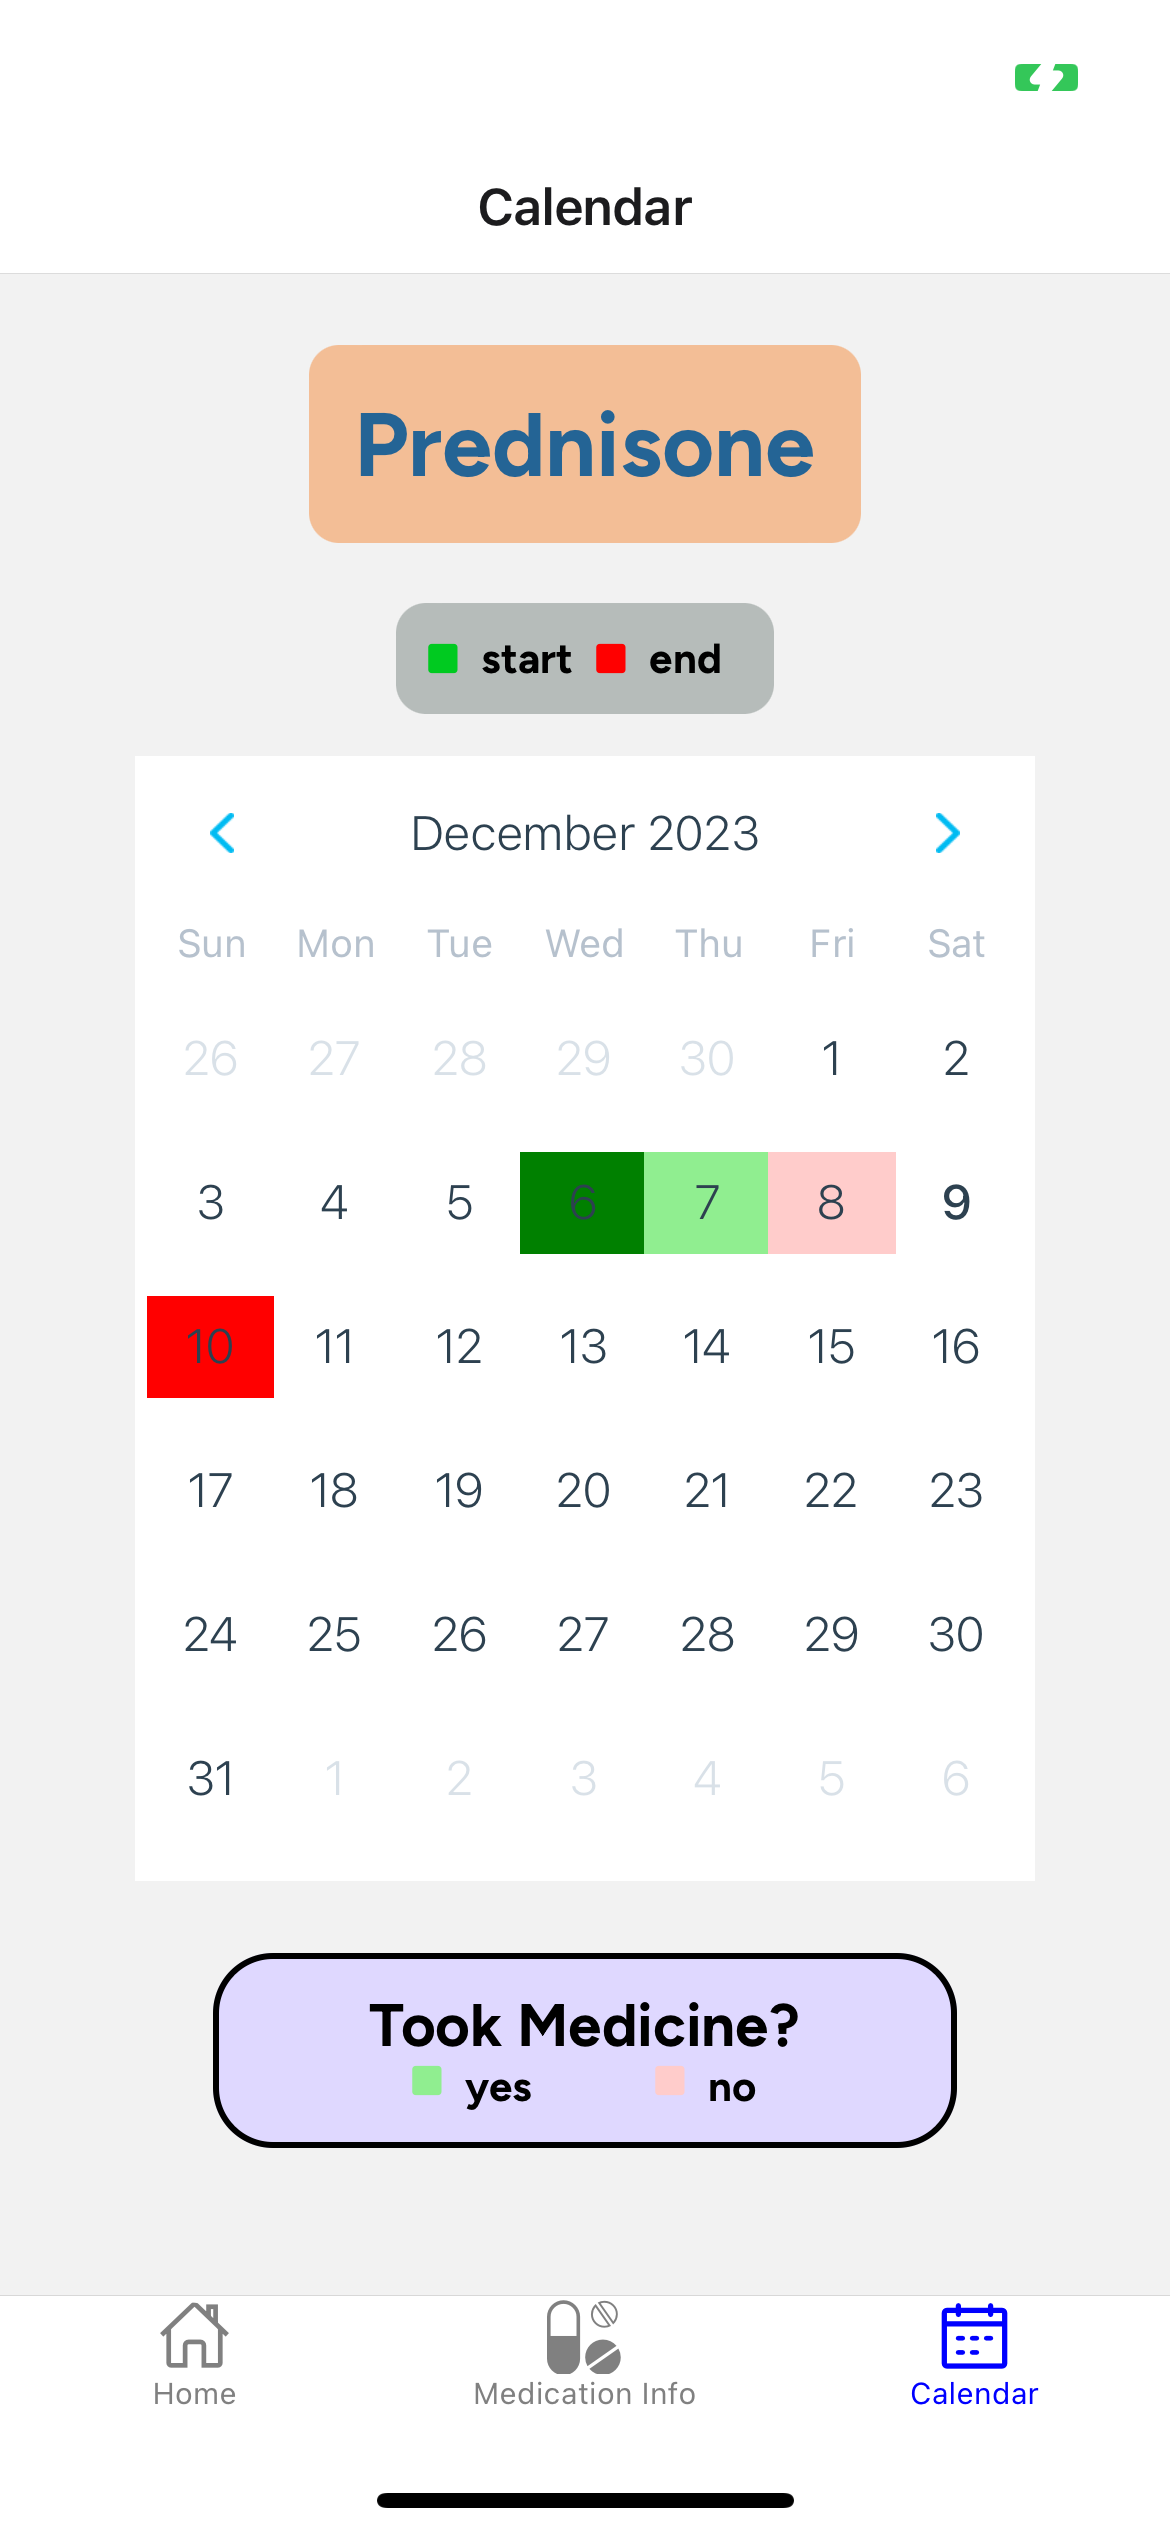 Calendar
Prednisone
start end
December 2023
Sun Mon Tue Wed Thu Fri Sat
26 27 28 29 30 1 2
3 4 5 6 7 8 9
10 11 12 13 14 15 16
17 18 19 20 21 22 23
24 25 26 27 28 29 30
31 1 2 3 4 5 6
Took Medicine?
yes no
Home Medication Info Calendar